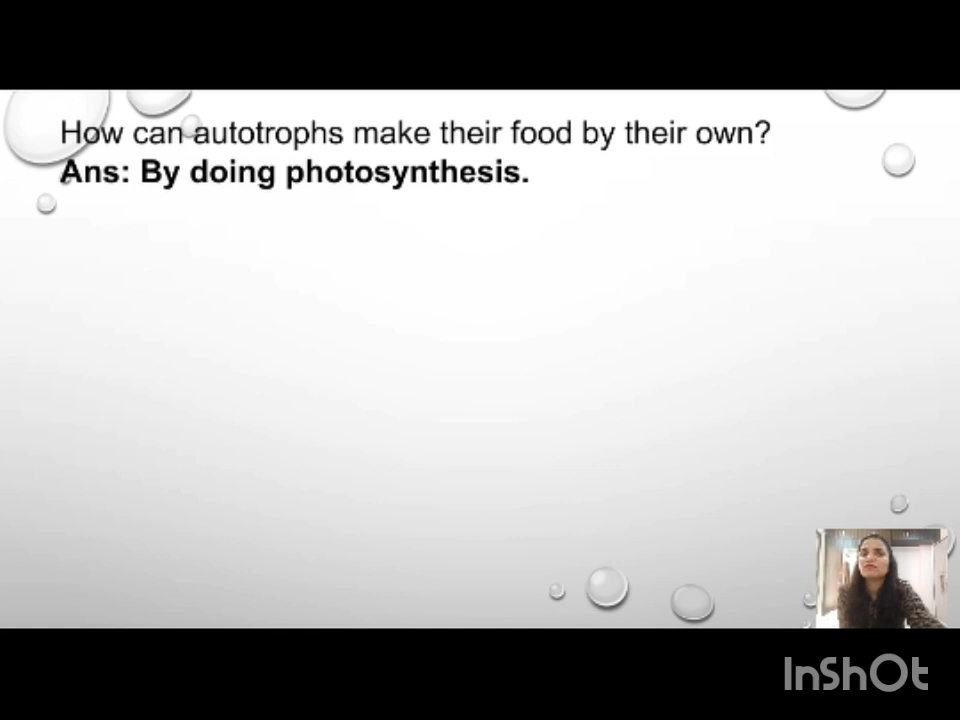 How can autotrophs make their food by their own?
Ans: By doing photosynthesis.
InShOt